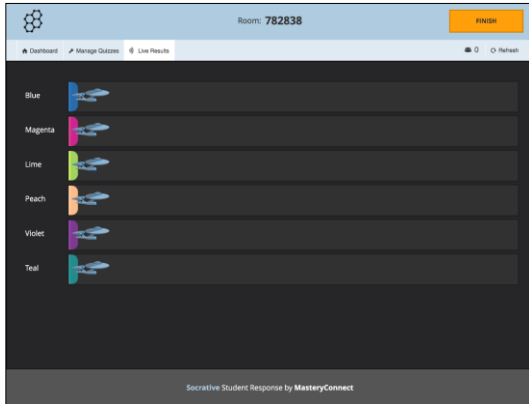 Room: 782838
FINISH
Dashboard Manage Quizzes Live Results 0 Refresh
Blue
Magenta
Lime
Peach
Violet
Teal
Socrative Student Response by MasteryConnect